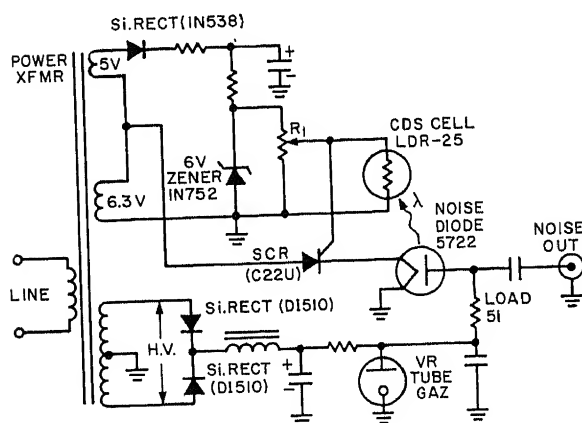 Si.RECT(IN538)
POWER
XFMR
5V
+
-
R1
CDS CELL
LDR-25
6V
ZENER
IN752
λ
6.3V
NOISE
DIODE
5722
NOISE
OUT
SCR
(C22U)
LINE
Si.RECT (D1510)
LOAD
51
H.V.
Si.RECT
(D1510)
+
-
VR
TUBE
GAZ